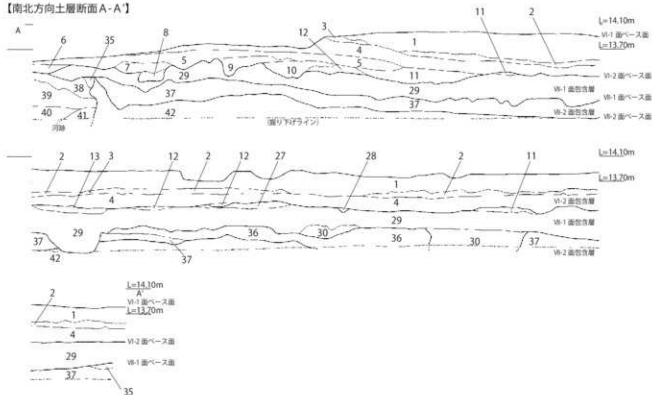 【南北方向土層断面A-A'】
A
6 35 8 12 3 11 2 L=14.10m
1 VI-1 面ベース面
L=13.70m
4
7 5 5
9 10 11 VI-2 面ベース面
38 29 29 VII-1 面包含層
39 37 37 VII-1 面ベース面
40 41 42 VII-2 面包含層
河跡 (掘り下げライン) VII-2 面ベース面
L=14.10m
2 13 3 12 2 12 27 28 2 11 L=13.70m
1
4 4 VI-2 面包含層
29 VII-1 面包含層
37 29 36 30 36 30 37 VII-2 面包含層
42 37
2 L=14.10m
A'
VI-1 面ベース面
1 L=13.70m
4
VI-2 面ベース面
29
VII-1 面ベース面
37
35